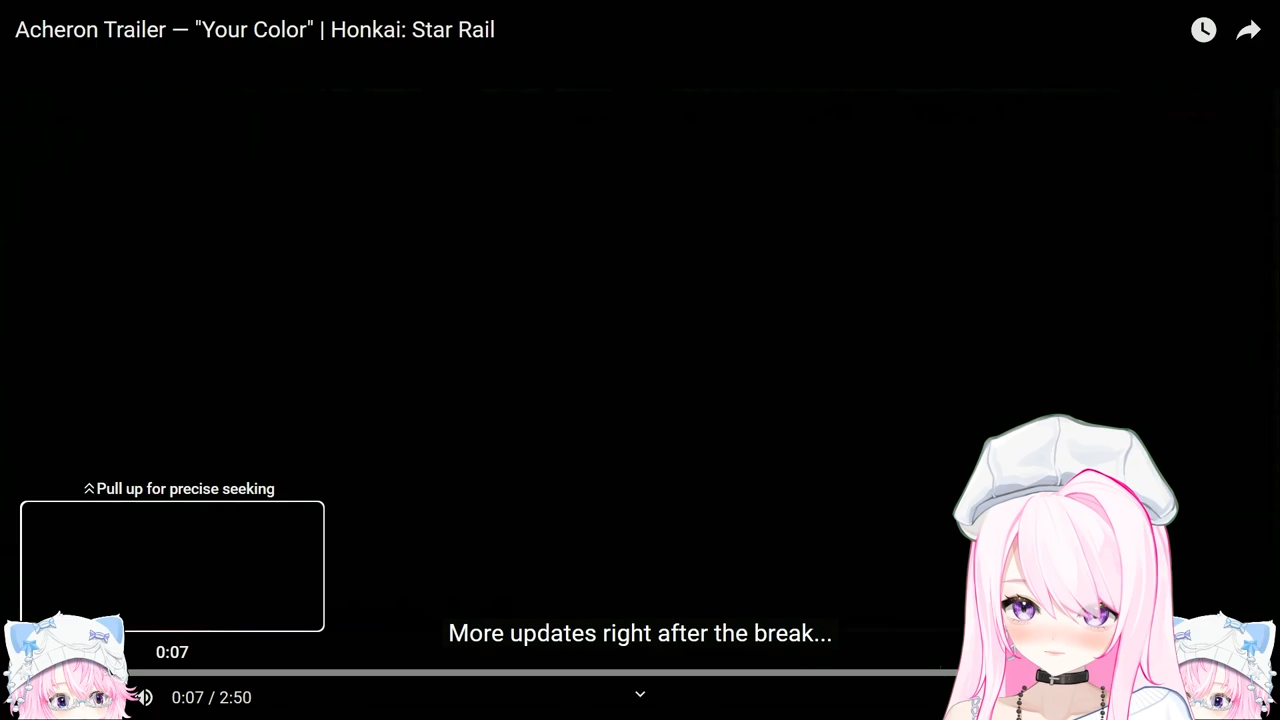 Acheron Trailer — "Your Color" | Honkai: Star Rail
Pull up for precise seeking
More updates right after the break...
0:07
0:07 / 2:50